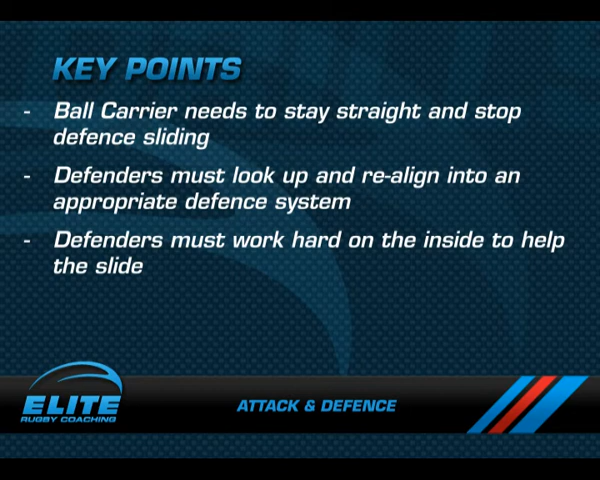 KEY POINTS
- Ball Carrier needs to stay straight and stop
defence sliding
- Defenders must look up and re-align into an
appropriate defence system
- Defenders must work hard on the inside to help
the slide
ELITE
RUGBY COACHING
ATTACK & DEFENCE